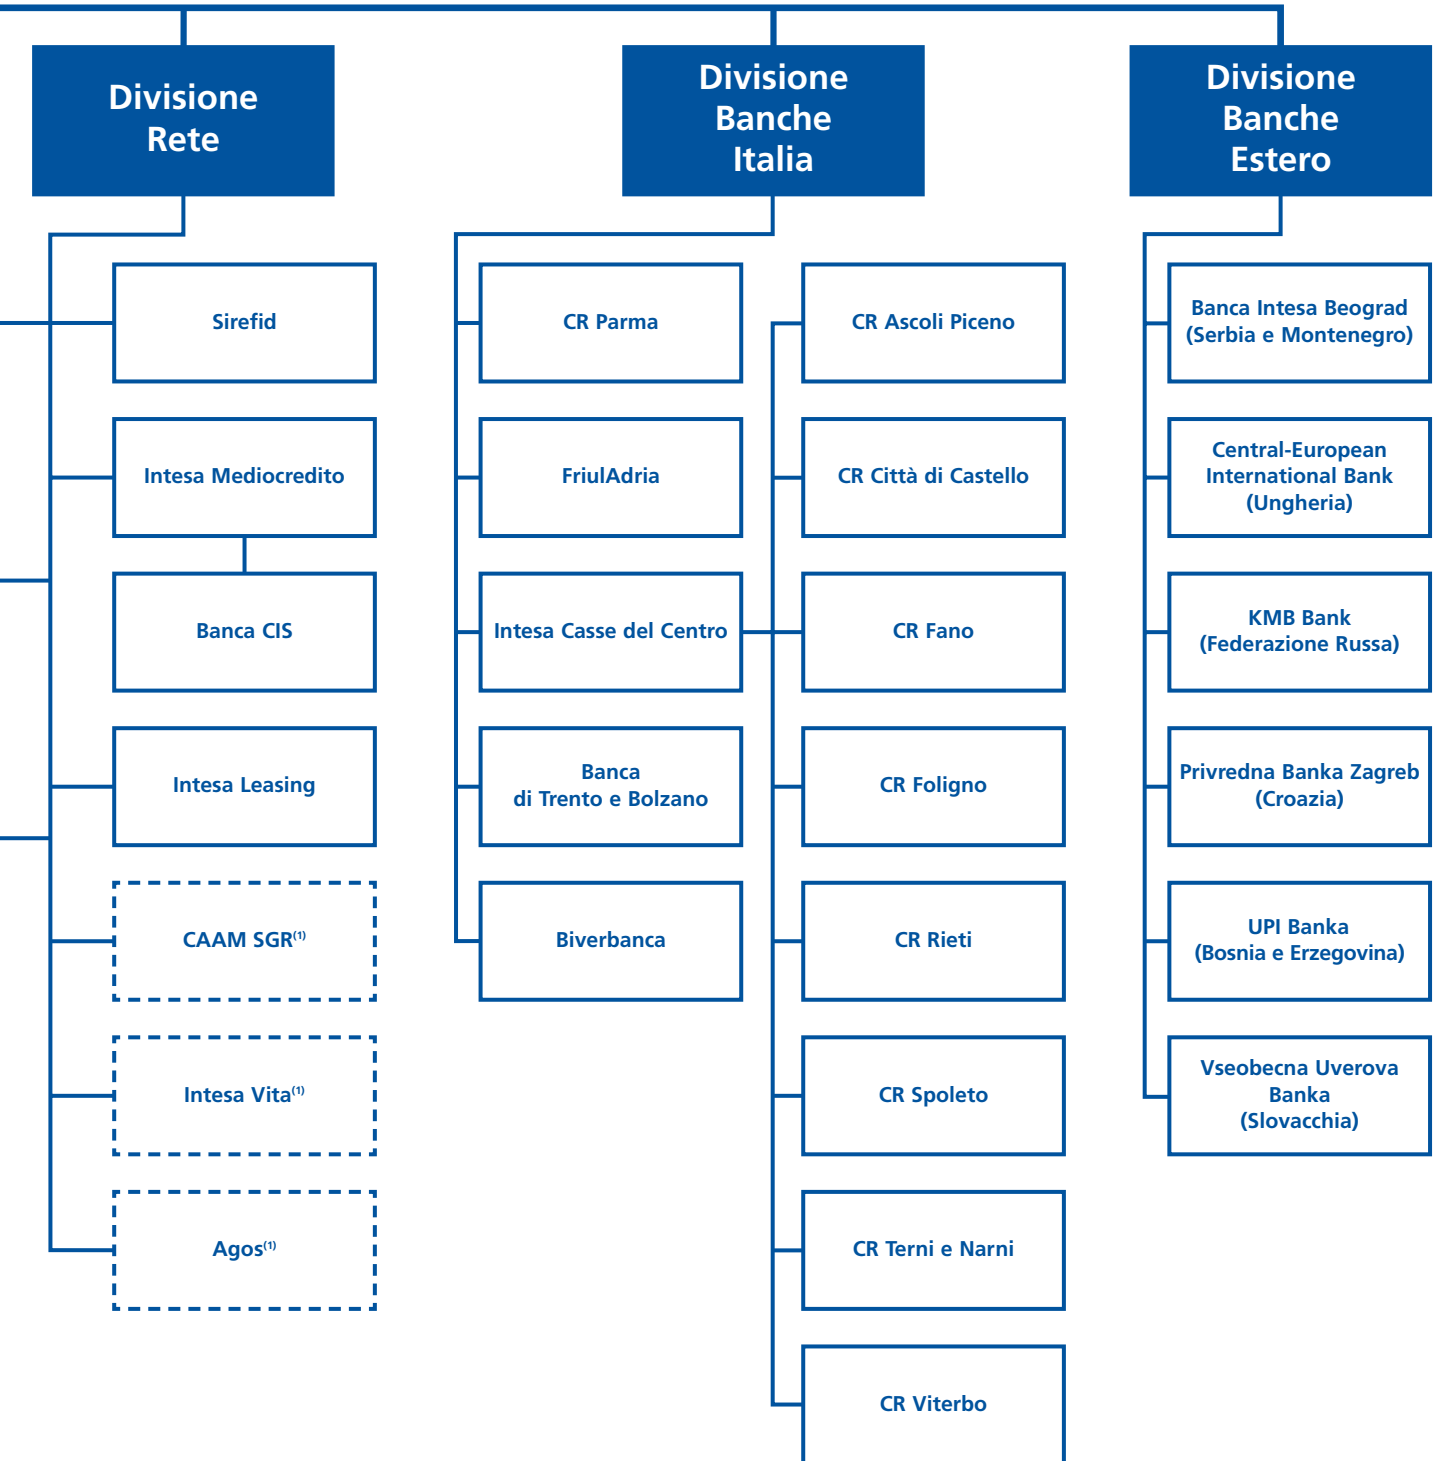 Divisione
Rete
Sirefid
Intesa Mediocredito
Banca CIS
Intesa Leasing
CAAM SGR(1)
Intesa Vita(1)
Agos(1)
Divisione
Banche
Italia
CR Parma
FriulAdria
Intesa Casse del Centro
Banca
di Trento e Bolzano
Biverbanca
CR Ascoli Piceno
CR Città di Castello
CR Fano
CR Foligno
CR Rieti
CR Spoleto
CR Terni e Narni
CR Viterbo
Divisione
Banche
Estero
Banca Intesa Beograd
(Serbia e Montenegro)
Central-European
International Bank
(Ungheria)
KMB Bank
(Federazione Russa)
Privredna Banka Zagreb
(Croazia)
UPI Banka
(Bosnia e Erzegovina)
Vseobecna Uverova
Banka
(Slovacchia)